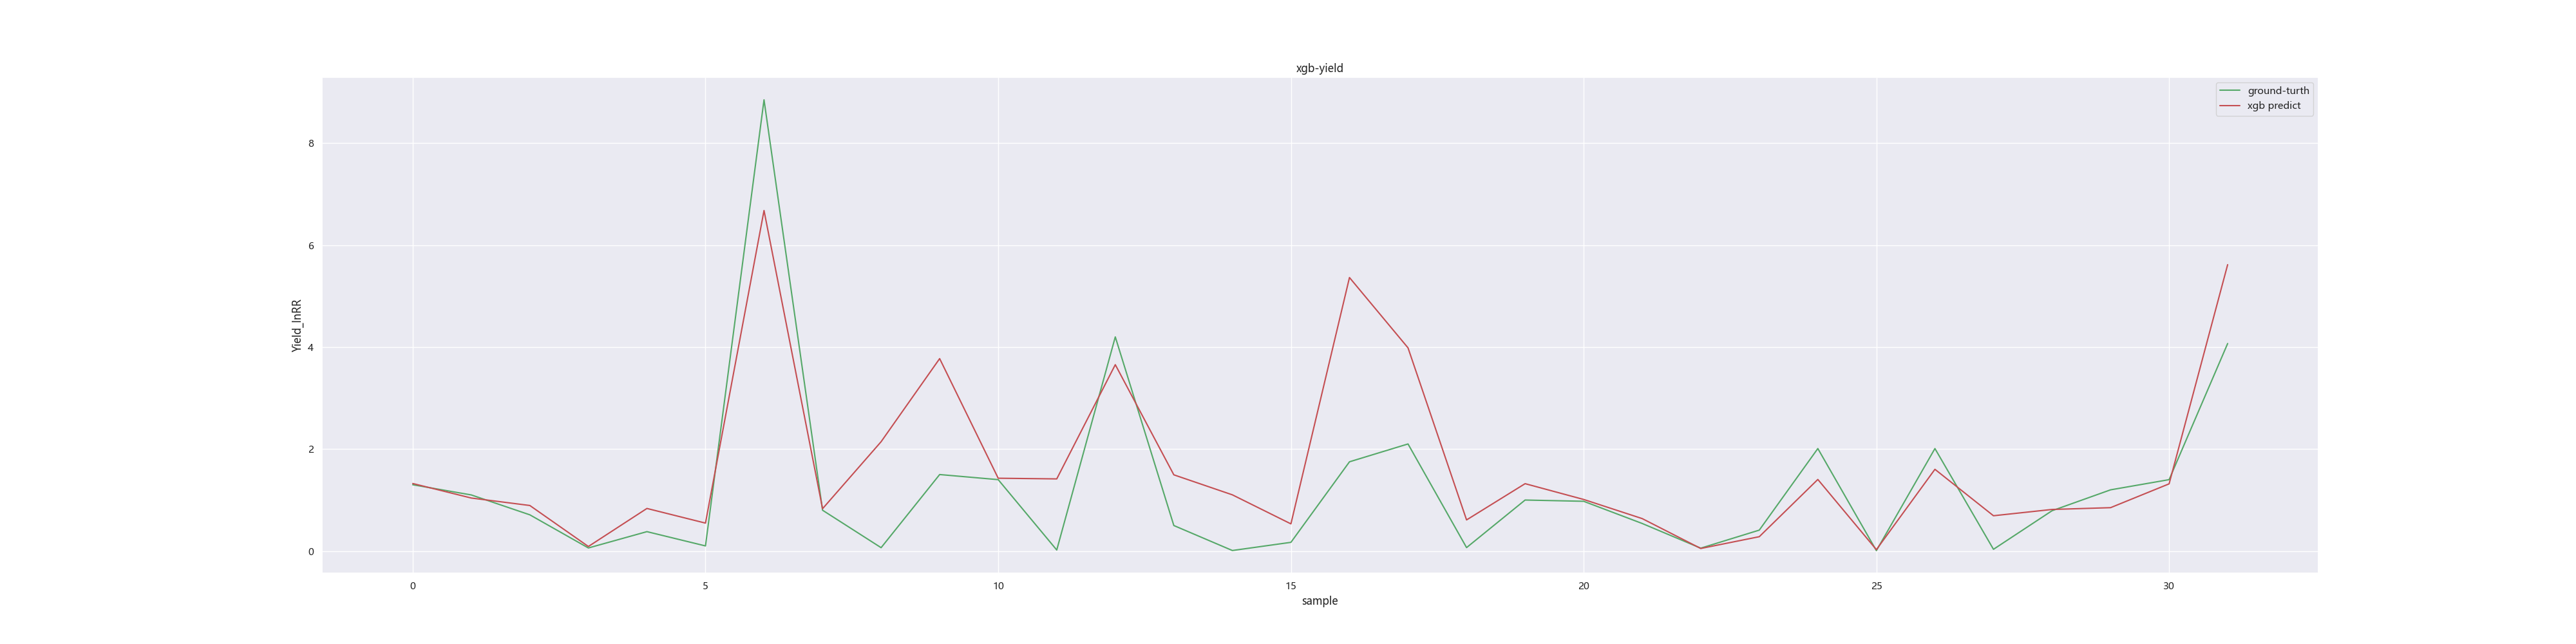 xgb-yield
ground-turth
xgb predict
8
6
4
2
0
Yield_lnRR
0 5 10 15 20 25 30
sample